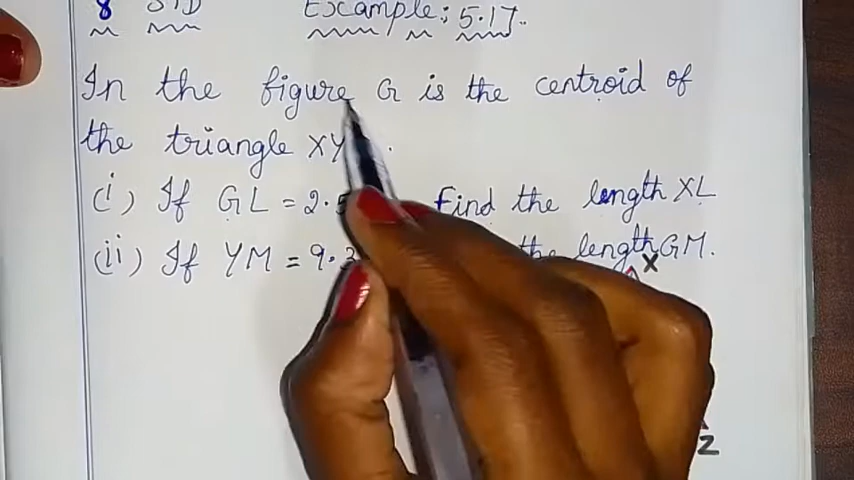 8 STD Example: 5.17.
In the figure G is the centroid of
the triangle XY
(i) If GL = 2.5 Find the length XL
(ii) If YM = 9.3 the length GM.
X
Z